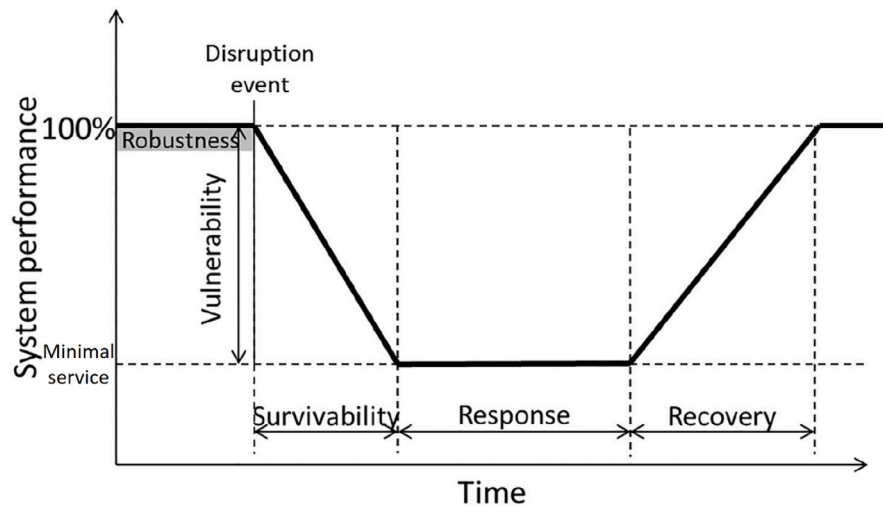 Disruption
event
System performance
100%
Robustness
Vulnerability
Minimal
service
Survivability
Response
Recovery
Time